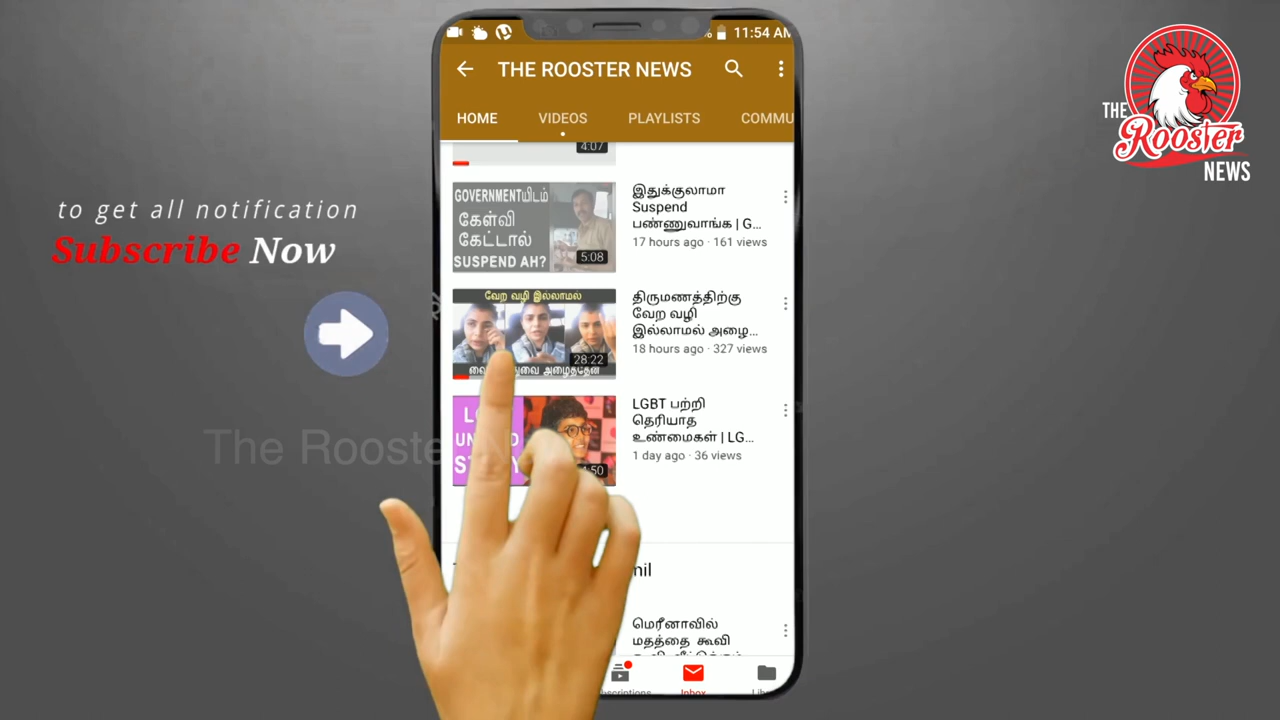 11:54 AM
THE ROOSTER NEWS
HOME VIDEOS PLAYLISTS COMMU
4:07
GOVERNMENTயிடம்
கேள்வி
கேட்டால்
SUSPEND AH?
5:08
இதுக்குலாமா
Suspend
பண்ணுவாங்க | G...
17 hours ago · 161 views
வேற வழி இல்லாமல்
28:22
அழைத்தேன்
திருமணத்திற்கு
வேற வழி
இல்லாமல் அழை...
18 hours ago · 327 views
LGBT பற்றி
தெரியாத
உண்மைகள் | LG...
1 day ago · 36 views
மெரீனாவில்
மதத்தை கூவி
Inbox
to get all notification
Subscribe Now
The Rooste
THE
Rooster
NEWS